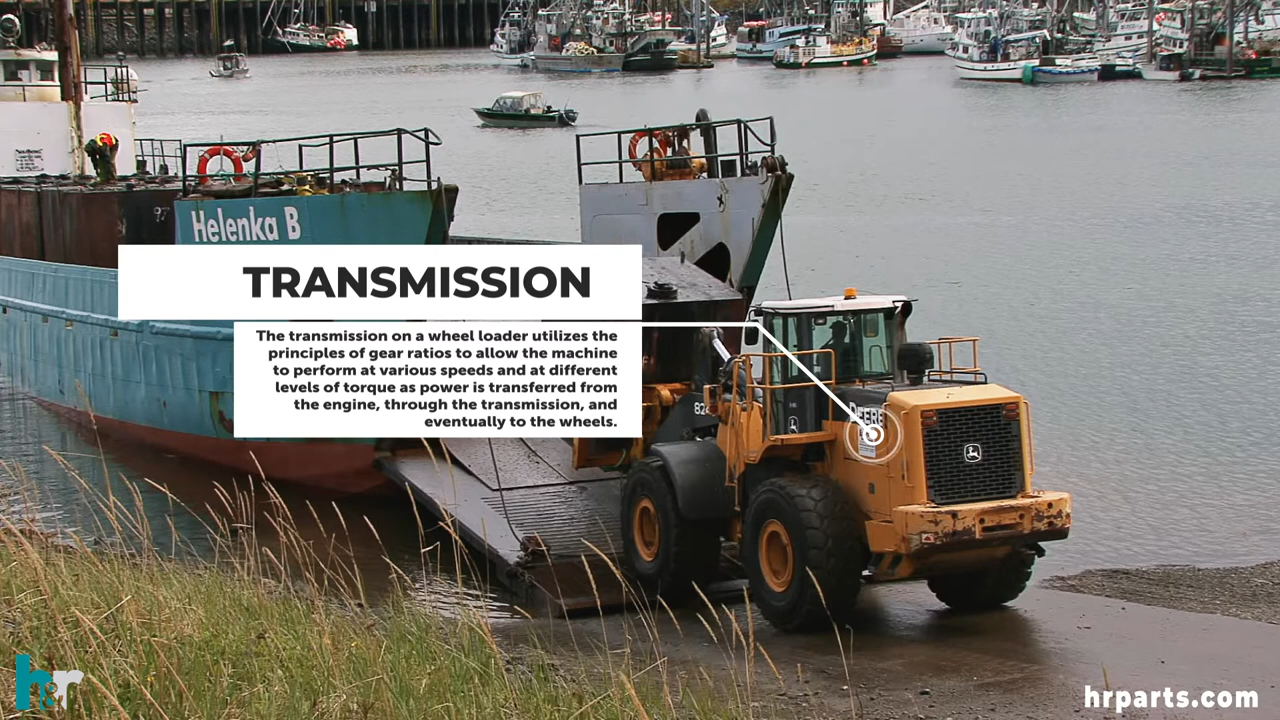 97
Helenka B
TRANSMISSION
The transmission on a wheel loader utilizes the
principles of gear ratios to allow the machine
to perform at various speeds and at different
levels of torque as power is transferred from
the engine, through the transmission, and
eventually to the wheels.
DEERE
h&r
hrparts.com